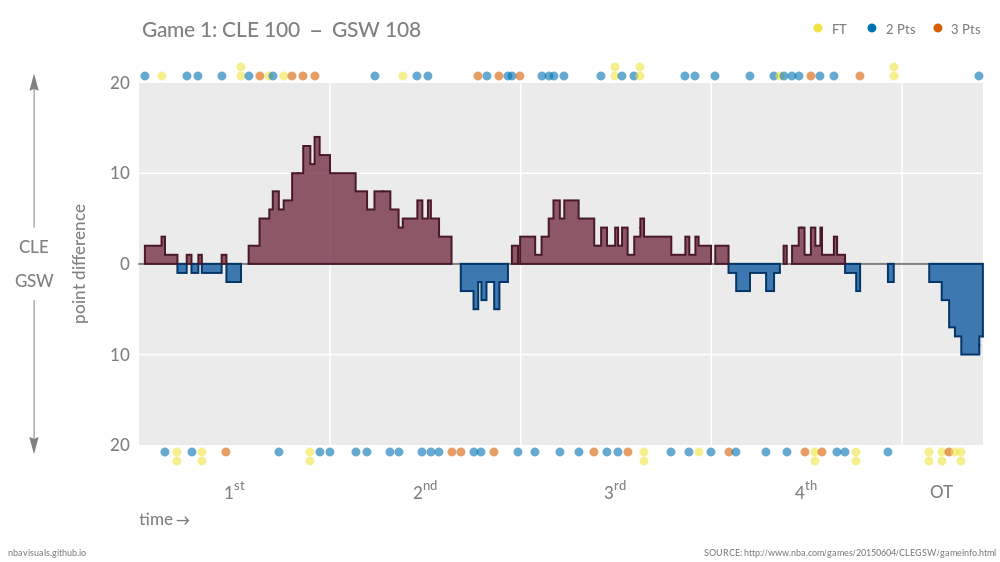 Game 1: CLE 100 – GSW 108
FT 2 Pts 3 Pts
20
10
0
10
20
CLE
GSW
point difference
1st 2nd 3rd 4th OT
time→
nbavisuals.github.io
SOURCE: http://www.nba.com/games/20150604/CLEGSW/gameinfo.html